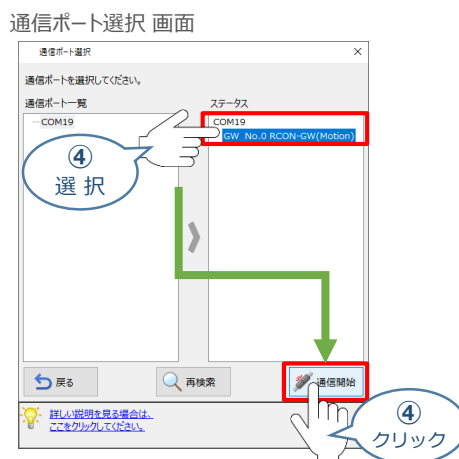 通信ポート選択 画面
通信ポート選択
通信ポートを選択してください。
通信ポート一覧
ステータス
COM19
COM19
GW No.0 RCON-GW(Motion)
④
選 択
戻る
再検索
通信開始
詳しい説明を見る場合は、
ここをクリックしてください。
④
クリック